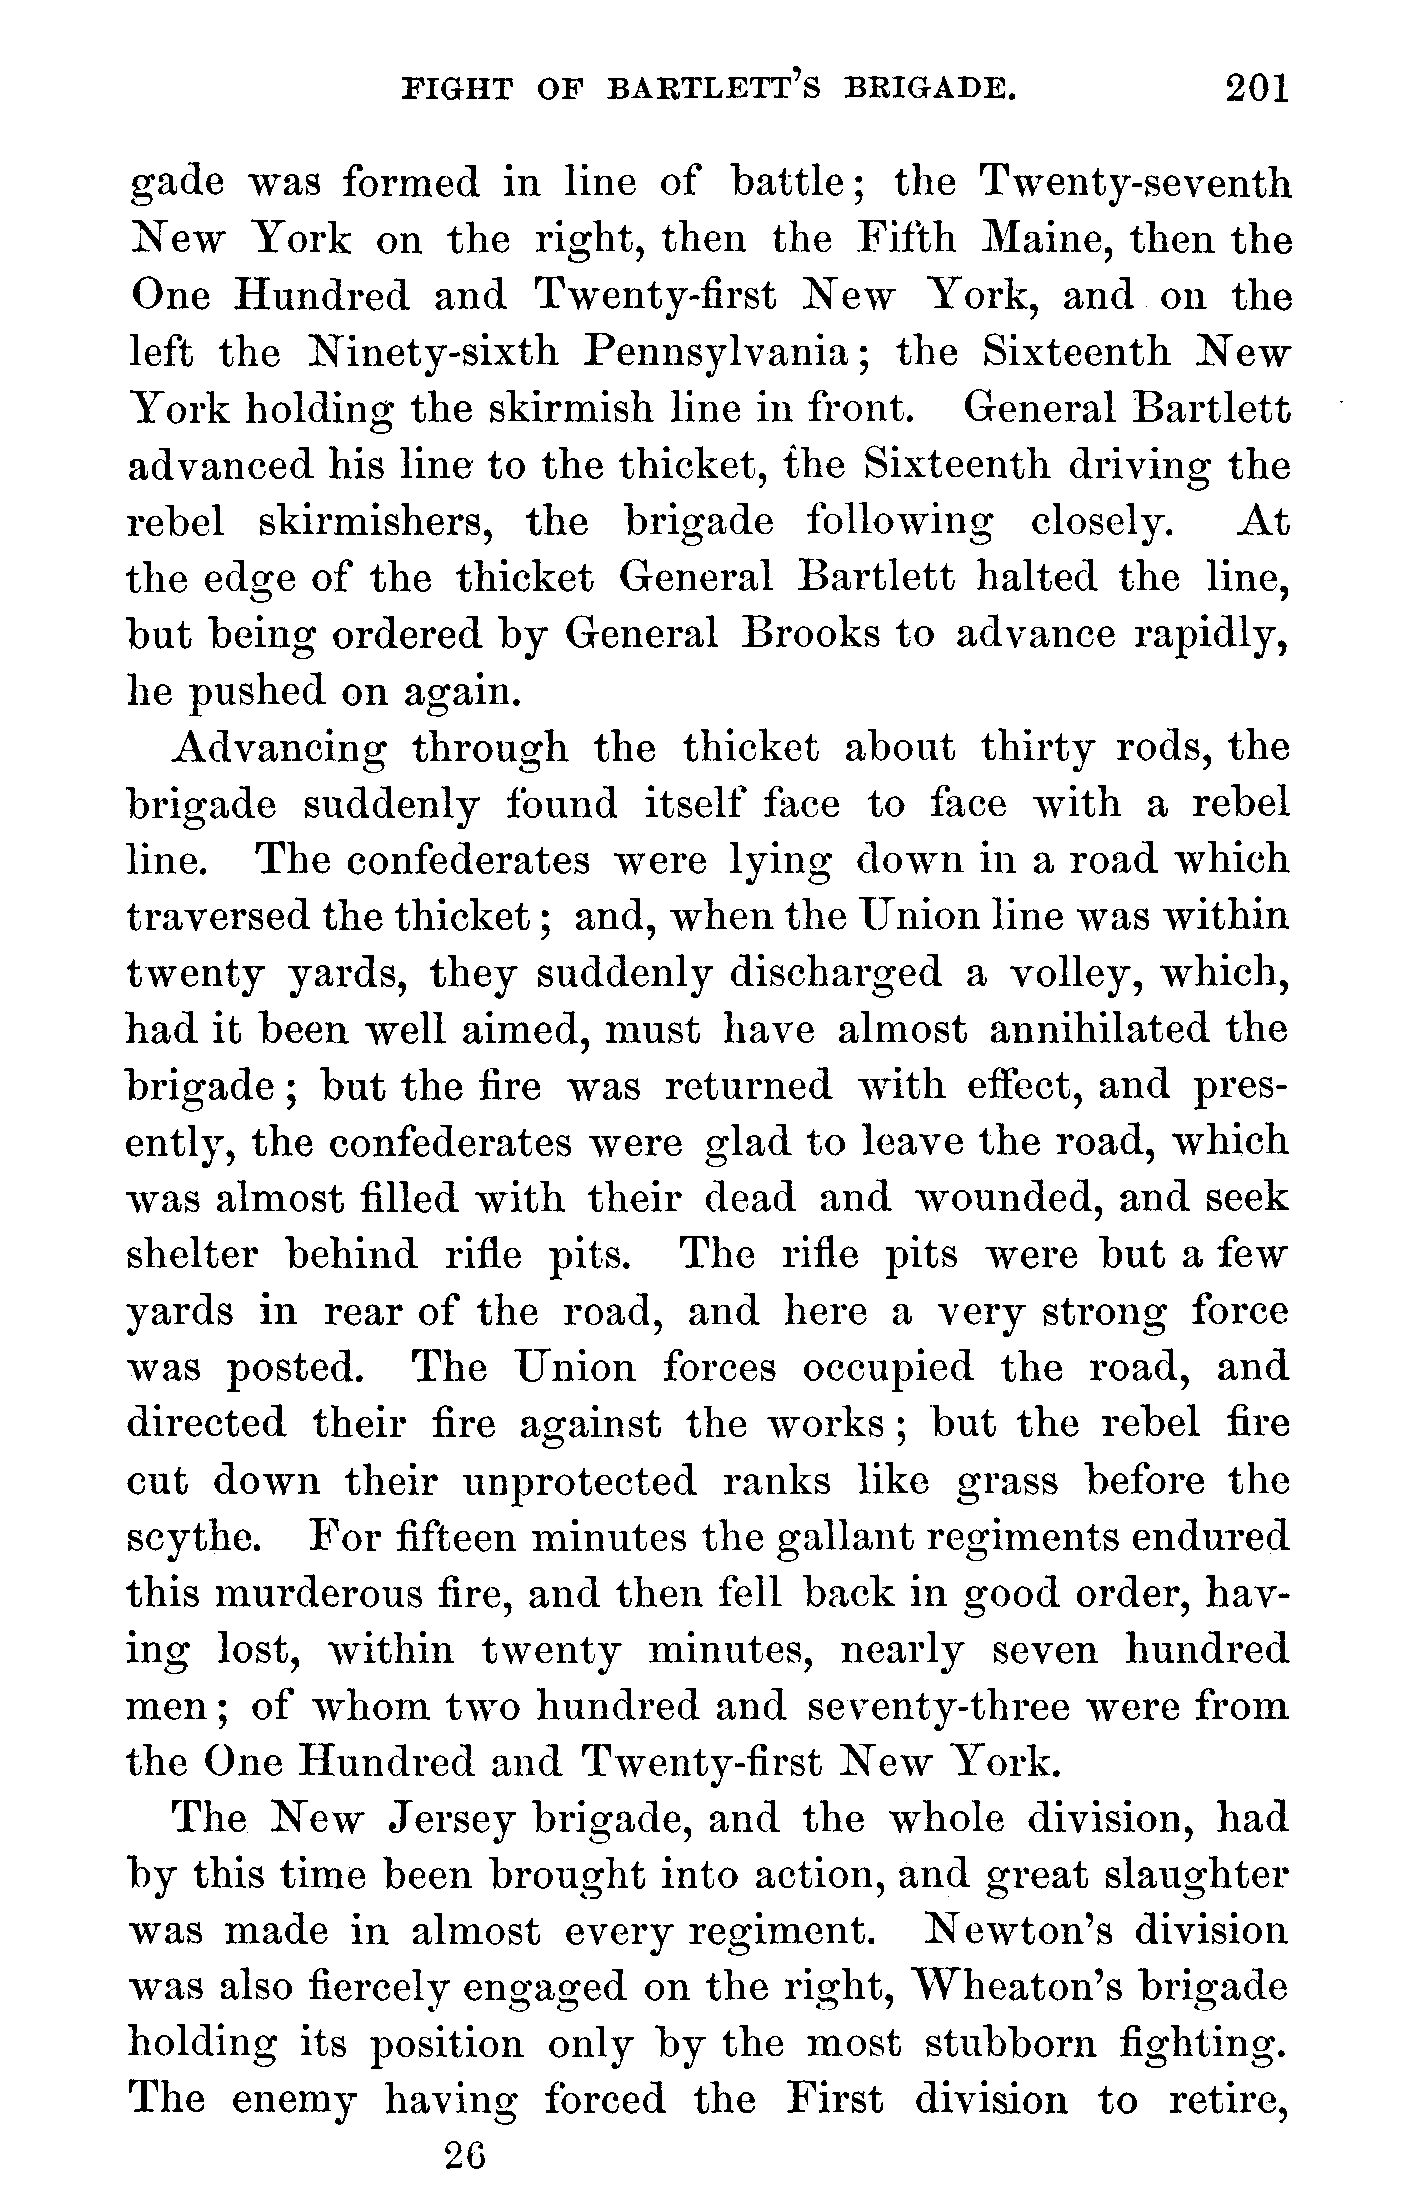 FIGHT OF BARTLETT'S BRIGADE. 201
gade was formed in line of battle; the Twenty-seventh
New York on the right, then the Fifth Maine, then the
One Hundred and Twenty-first New York, and on the
left the Ninety-sixth Pennsylvania; the Sixteenth New
York holding the skirmish line in front. General Bartlett
advanced his line to the thicket, the Sixteenth driving the
rebel skirmishers, the brigade following closely. At
the edge of the thicket General Bartlett halted the line,
but being ordered by General Brooks to advance rapidly,
he pushed on again.
Advancing through the thicket about thirty rods, the
brigade suddenly found itself face to face with a rebel
line. The confederates were lying down in a road which
traversed the thicket; and, when the Union line was within
twenty yards, they suddenly discharged a volley, which,
had it been well aimed, must have almost annihilated the
brigade; but the fire was returned with effect, and pres-
ently, the confederates were glad to leave the road, which
was almost filled with their dead and wounded, and seek
shelter behind rifle pits. The rifle pits were but a few
yards in rear of the road, and here a very strong force
was posted. The Union forces occupied the road, and
directed their fire against the works; but the rebel fire
cut down their unprotected ranks like grass before the
scythe. For fifteen minutes the gallant regiments endured
this murderous fire, and then fell back in good order, hav-
ing lost, within twenty minutes, nearly seven hundred
men; of whom two hundred and seventy-three were from
the One Hundred and Twenty-first New York.
The New Jersey brigade, and the whole division, had
by this time been brought into action, and great slaughter
was made in almost every regiment. Newton's division
was also fiercely engaged on the right, Wheaton's brigade
holding its position only by the most stubborn fighting.
The enemy having forced the First division to retire,
26